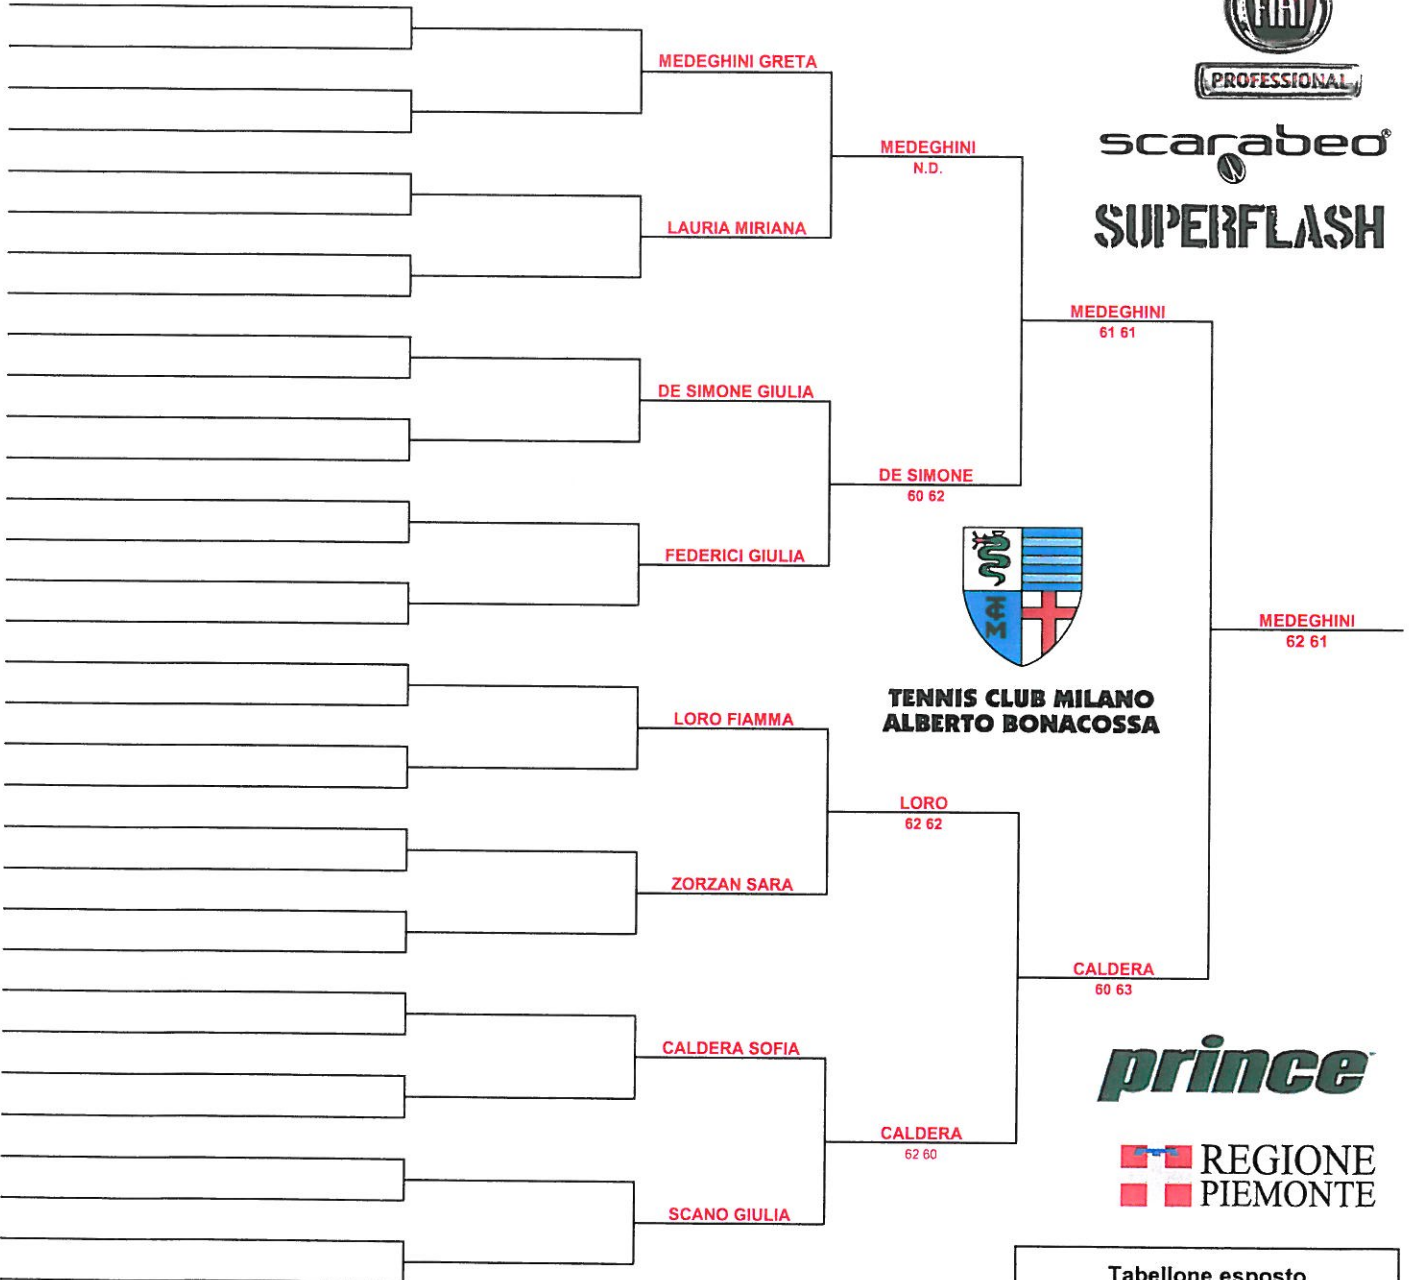 FIAT
PROFESSIONAL
scarabeo®
SUPERFLASH
MEDEGHINI GRETA
MEDEGHINI
N.D.
LAURIA MIRIANA
MEDEGHINI
61 61
DE SIMONE GIULIA
DE SIMONE
60 62
FEDERICI GIULIA
TCM
MEDEGHINI
62 61
TENNIS CLUB MILANO
ALBERTO BONACOSSA
LORO FIAMMA
LORO
62 62
ZORZAN SARA
CALDERA
60 63
CALDERA SOFIA
prince
CALDERA
62 60
REGIONE
PIEMONTE
SCANO GIULIA
Tabellone esposto